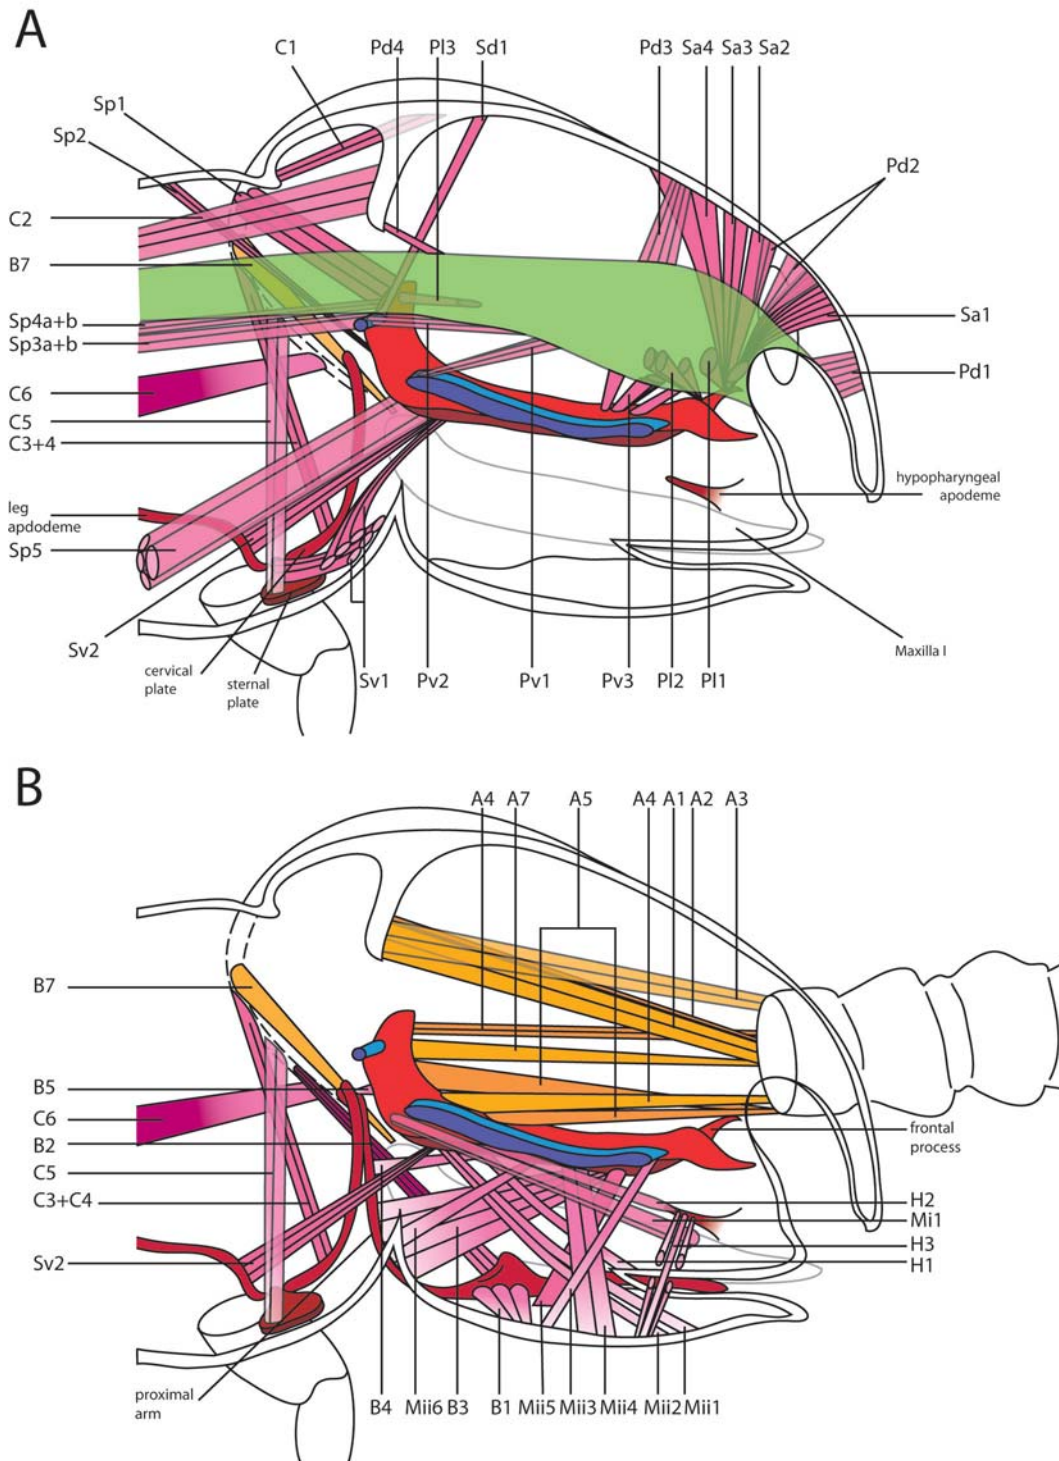 A
C1
Pd4
Pl3
Sd1
Pd3
Sa4
Sa3
Sa2
Sp1
Sp2
Pd2
C2
B7
Sp4a+b
Sp3a+b
Sa1
Pd1
C6
C5
C3+4
leg
apdodeme
hypopharyngeal
apodeme
Sp5
Sv2
cervical
plate
sternal
plate
Sv1
Pv2
Pv1
Pv3
Pl2
Pl1
Maxilla I
B
A4
A7
A5
A4
A1
A2
A3
B7
B5
C6
B2
C5
C3+C4
Sv2
frontal
process
H2
Mi1
H3
H1
proximal
arm
B4
Mii6
B3
B1
Mii5
Mii3
Mii4
Mii2
Mii1